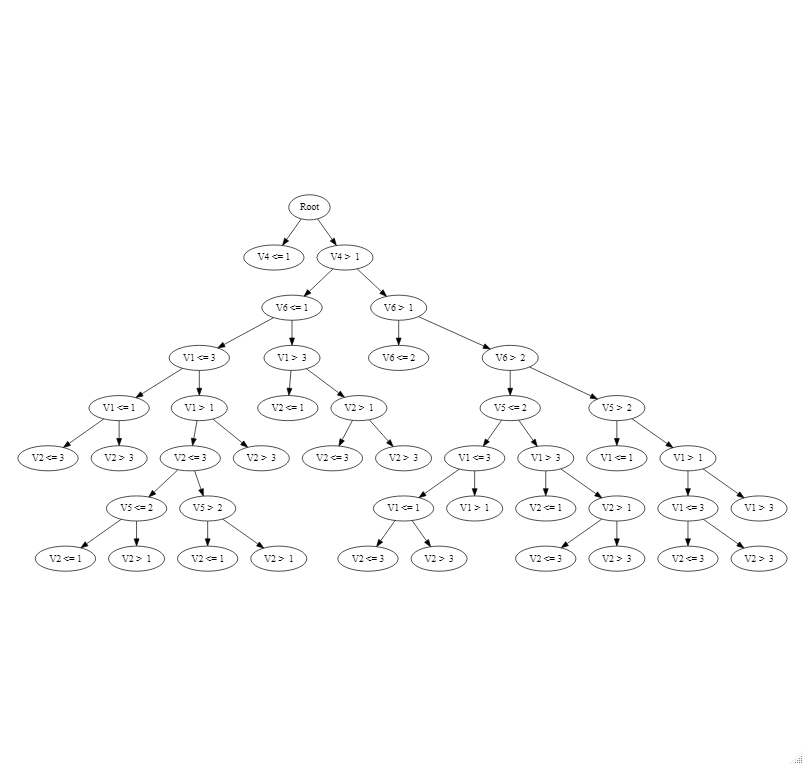 Root
V4 <= 1 V4 > 1
V6 <= 1 V6 > 1
V1 <= 3 V1 > 3 V6 <= 2 V6 > 2
V1 <= 1 V1 > 1 V2 <= 1 V2 > 1 V5 <= 2 V5 > 2
V2 <= 3 V2 > 3 V2 <= 3 V2 > 3 V2 <= 3 V2 > 3 V1 <= 3 V1 > 3 V1 <= 1 V1 > 1
V5 <= 2 V5 > 2 V1 <= 1 V1 > 1 V2 <= 1 V2 > 1 V1 <= 3 V1 > 3
V2 <= 1 V2 > 1 V2 <= 1 V2 > 1 V2 <= 3 V2 > 3 V2 <= 3 V2 > 3 V2 <= 3 V2 > 3